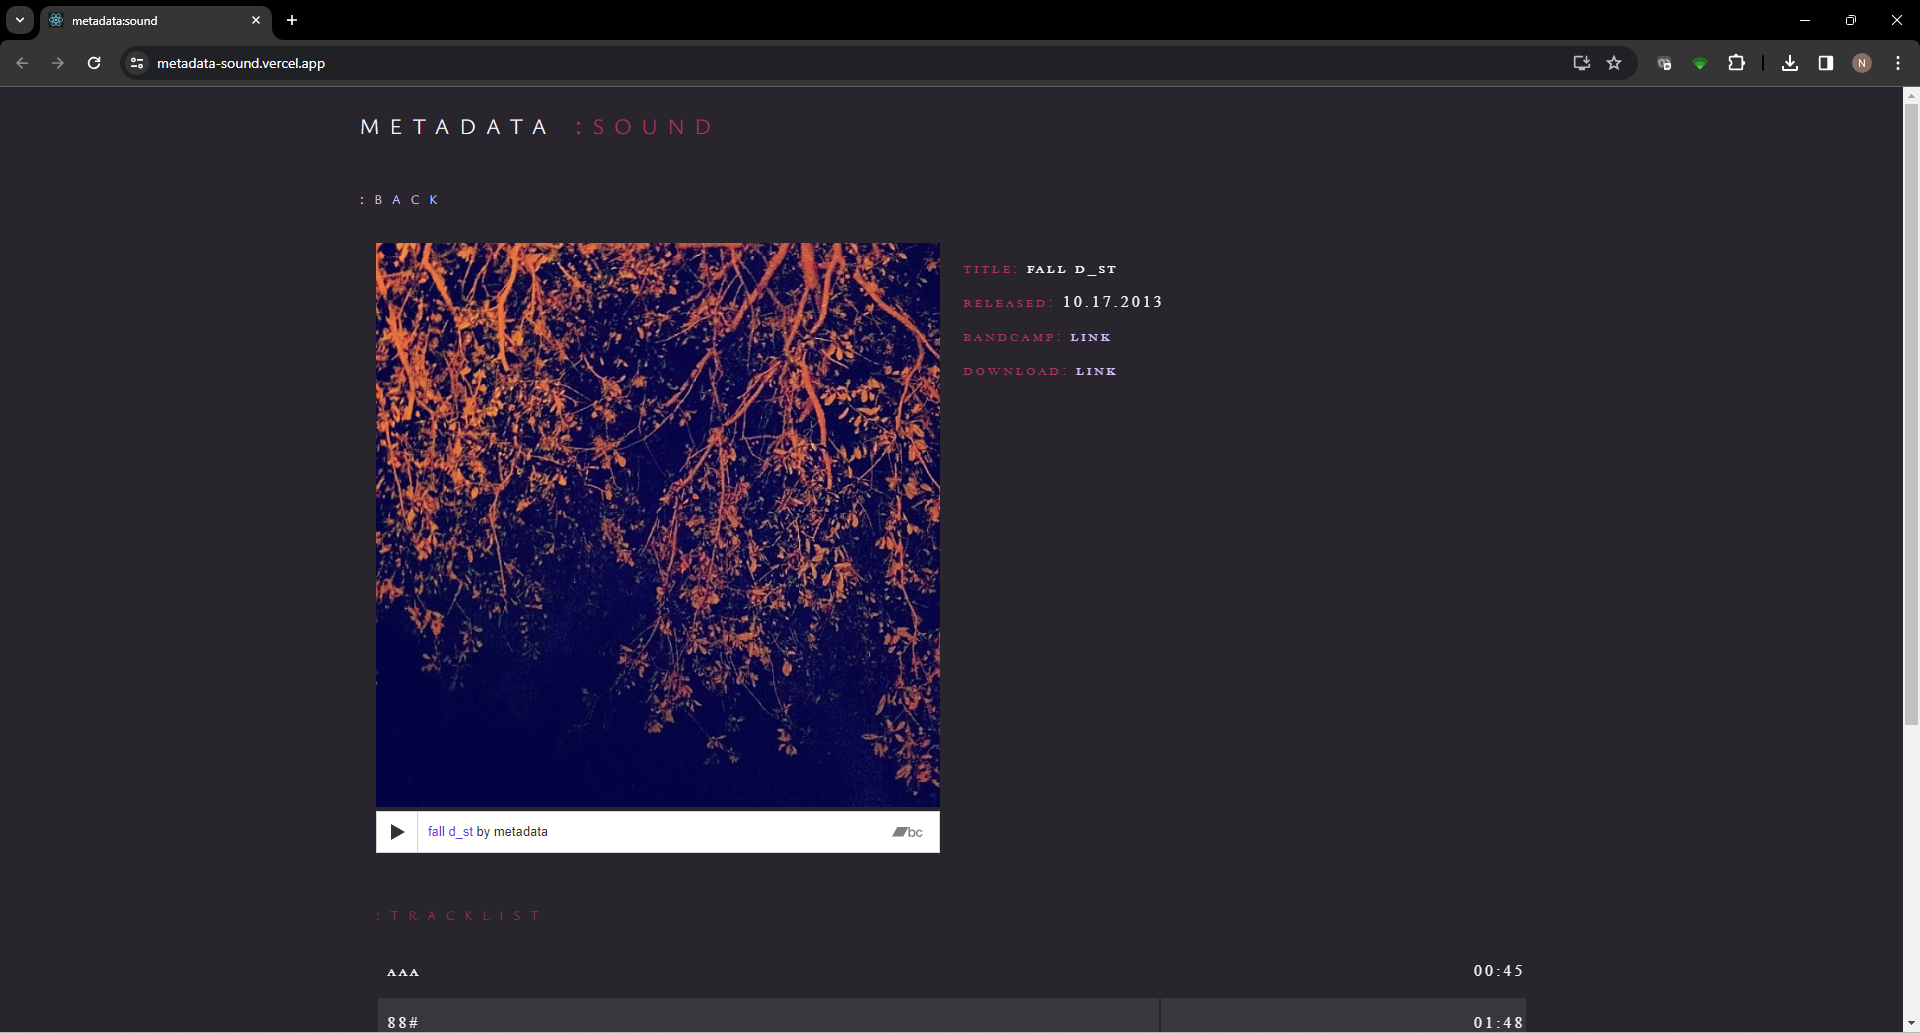 metadata:sound
metadata-sound.vercel.app
N
METADATA :SOUND
:BACK
TITLE: FALL D_ST
RELEASED: 10.17.2013
BANDCAMP: LINK
DOWNLOAD: LINK
fall d_st by metadata
bc
:TRACKLIST
AAA 00:45
88# 01:48